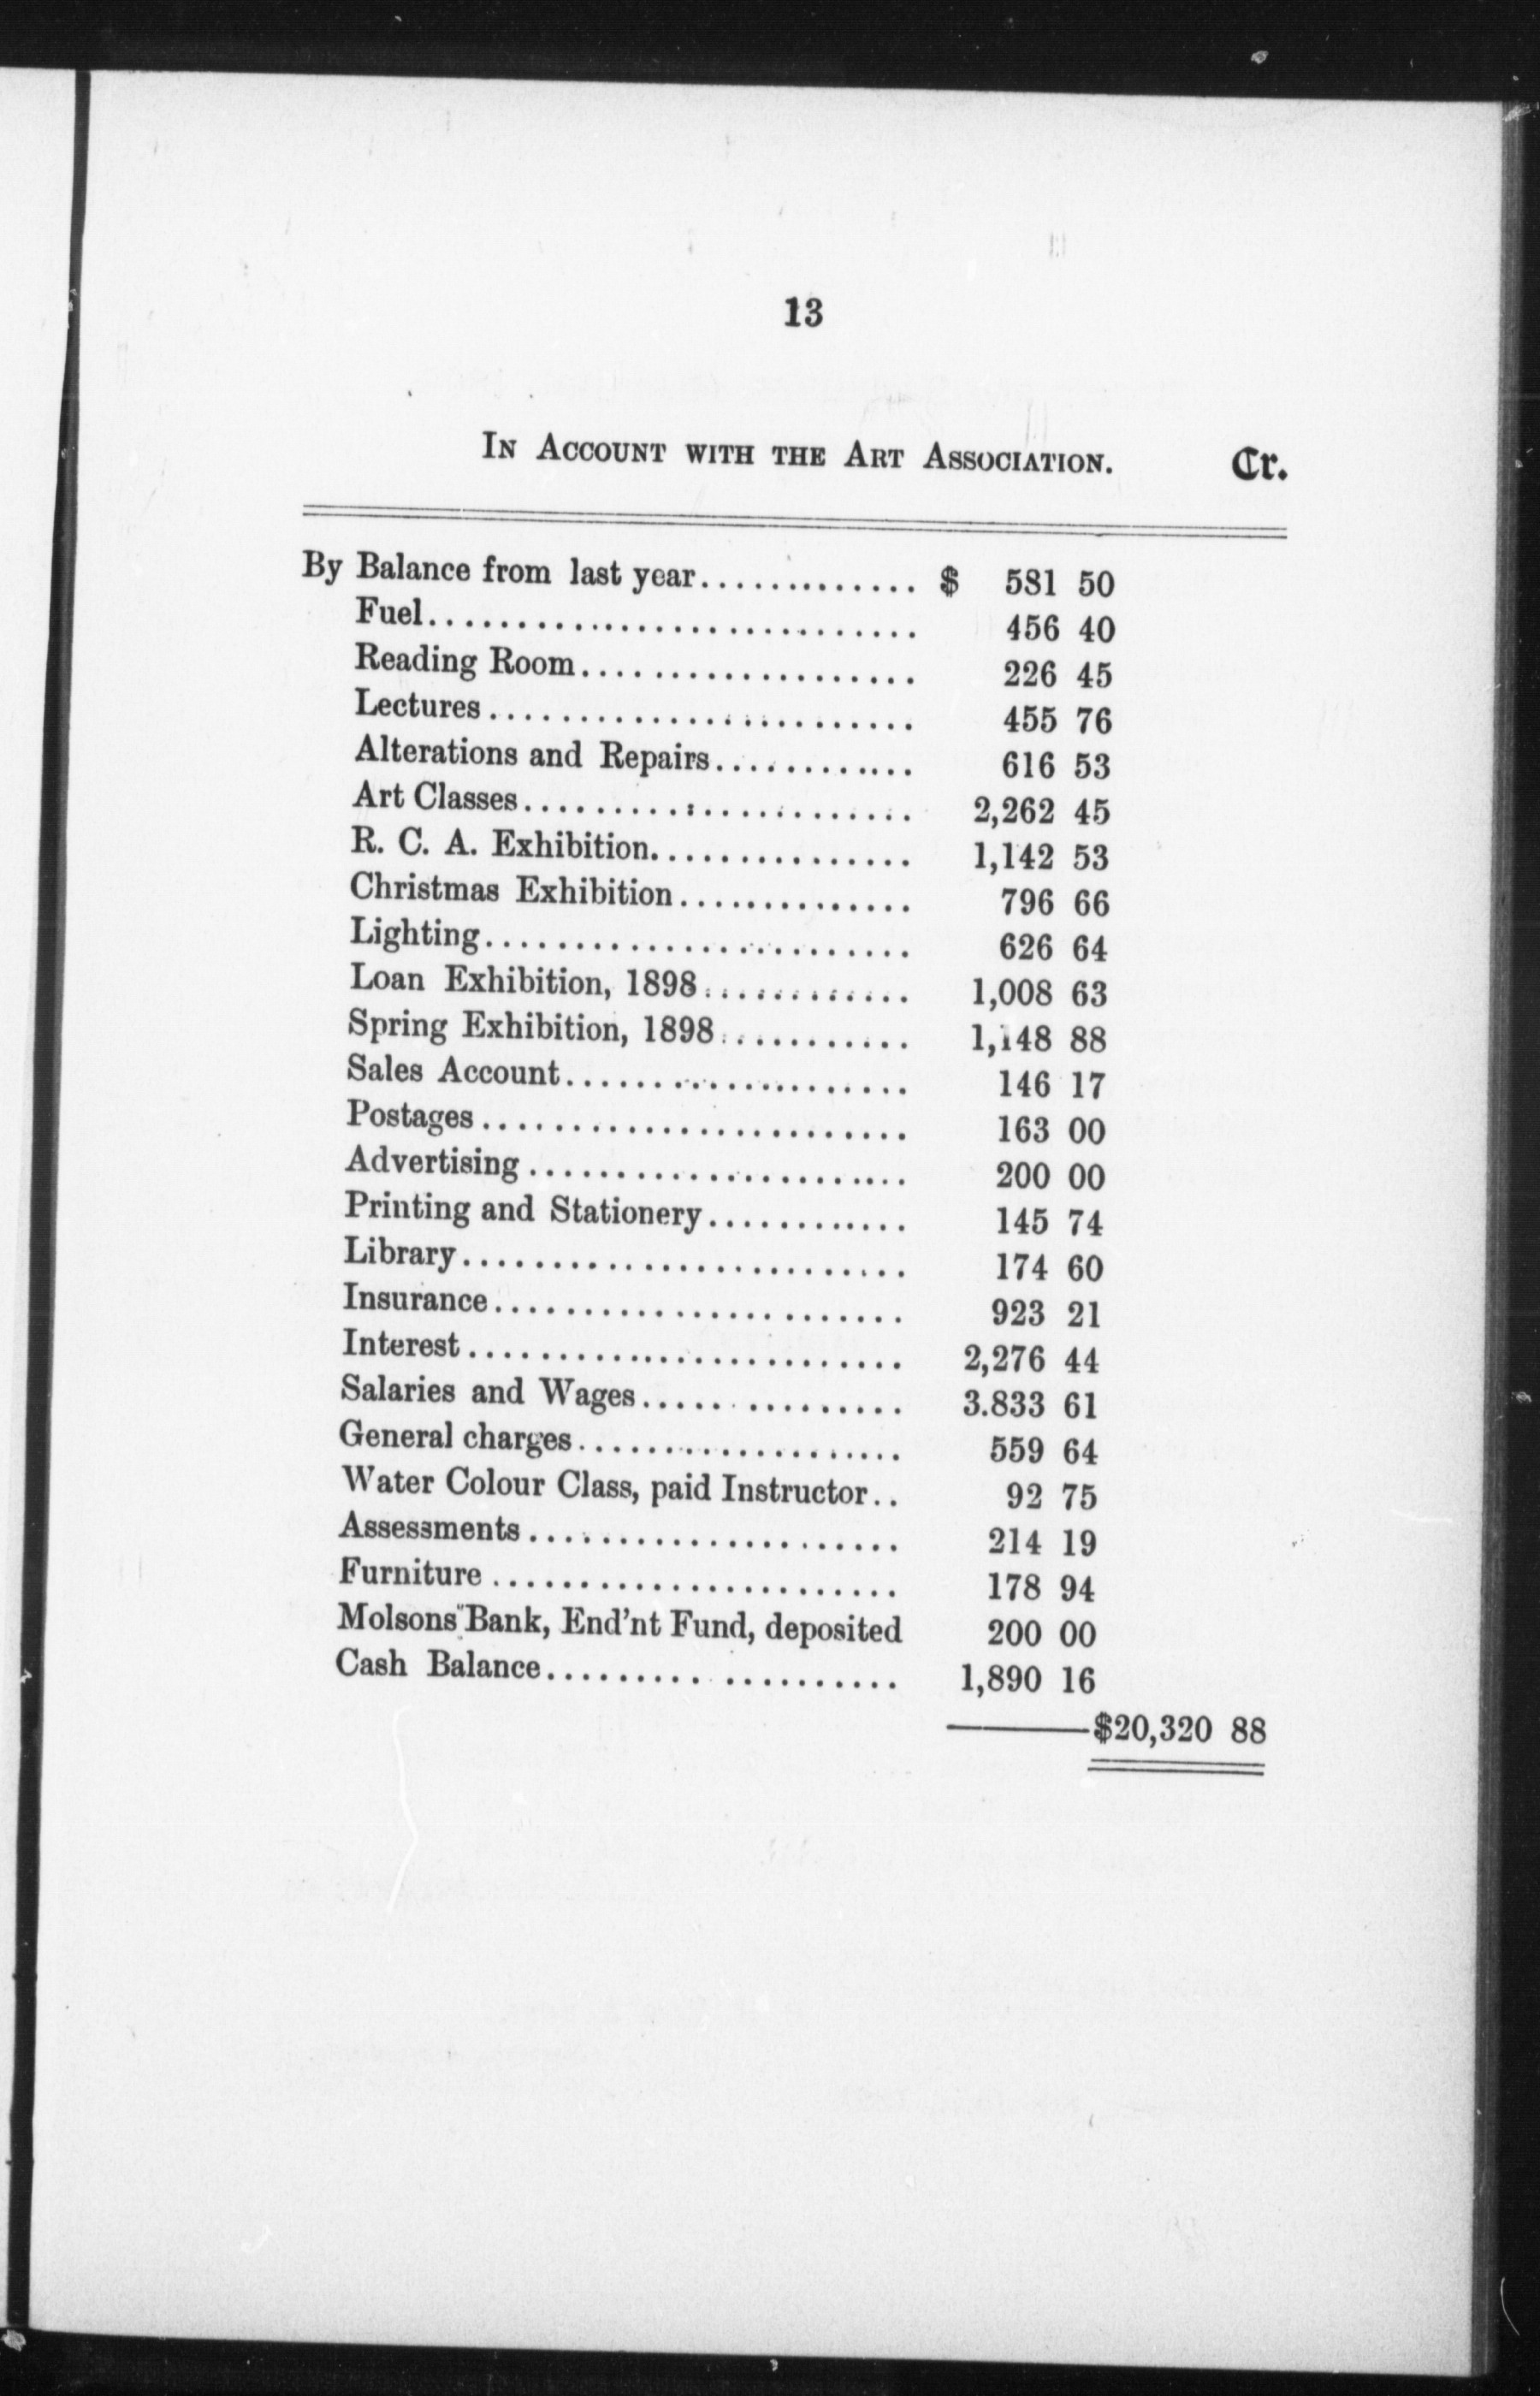 13
IN ACCOUNT WITH THE ART ASSOCIATION. Cr.
By Balance from last year............. $ 581 50
Fuel........................... 456 40
Reading Room................... 226 45
Lectures........................ 455 76
Alterations and Repairs............ 616 53
Art Classes...................... 2,262 45
R. C. A. Exhibition............... 1,142 53
Christmas Exhibition.............. 796 66
Lighting........................ 626 64
Loan Exhibition, 1898............ 1,008 63
Spring Exhibition, 1898........... 1,148 88
Sales Account................... 146 17
Postages........................ 163 00
Advertising...................... 200 00
Printing and Stationery............ 145 74
Library......................... 174 60
Insurance....................... 923 21
Interest......................... 2,276 44
Salaries and Wages............... 3.833 61
General charges.................. 559 64
Water Colour Class, paid Instructor.. 92 75
Assessments..................... 214 19
Furniture....................... 178 94
Molsons Bank, End'nt Fund, deposited 200 00
Cash Balance................... 1,890 16
$20,320 88